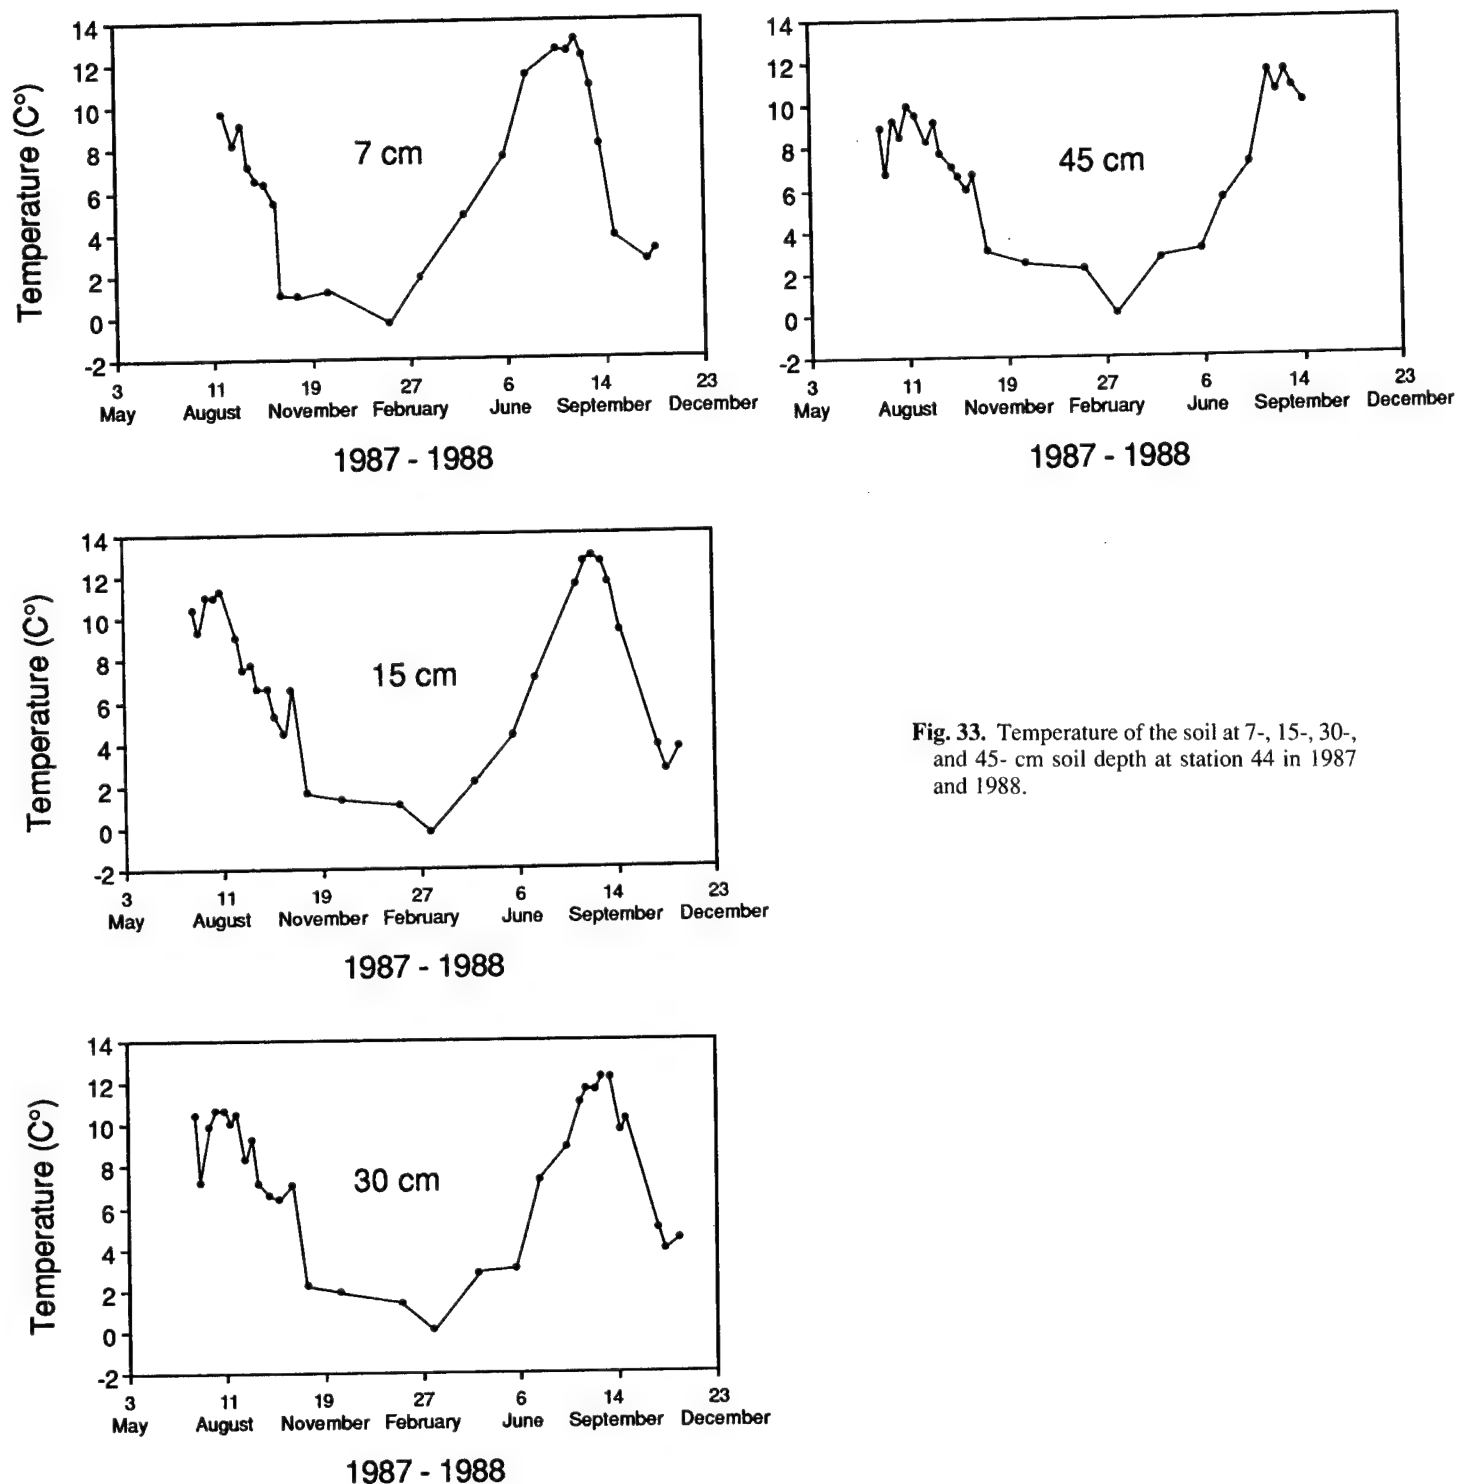 14
12
10
8
6
4
2
0
-2
Temperature (C°)
7 cm
3 11 19 27 6 14 23
May August November February June September December
1987 - 1988
14
12
10
8
6
4
2
0
-2
45 cm
3 11 19 27 6 14 23
May August November February June September December
1987 - 1988
14
12
10
8
6
4
2
0
-2
Temperature (C°)
15 cm
3 11 19 27 6 14 23
May August November February June September December
1987 - 1988
Fig. 33. Temperature of the soil at 7-, 15-, 30-,
and 45- cm soil depth at station 44 in 1987
and 1988.
14
12
10
8
6
4
2
0
-2
Temperature (C°)
30 cm
3 11 19 27 6 14 23
May August November February June September December
1987 - 1988